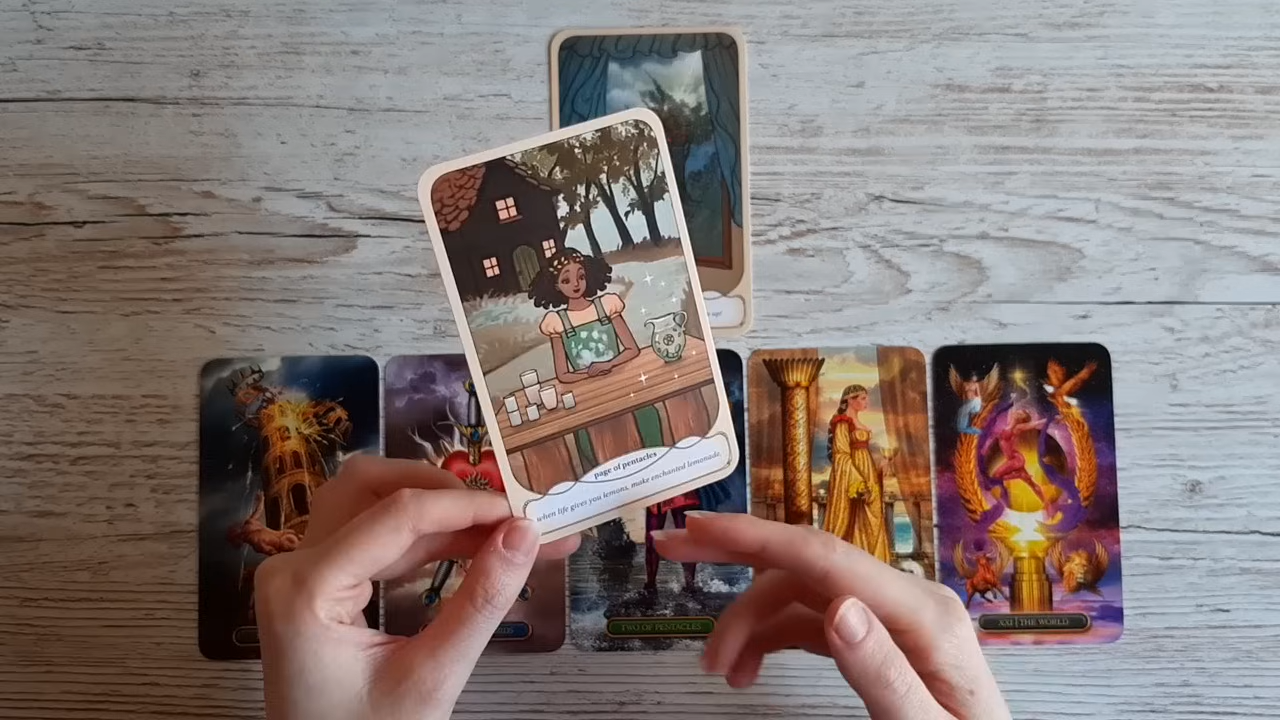 page of pentacles
when life gives you lemons, make enchanted lemonade.
TWO OF PENTACLES
XXI THE WORLD